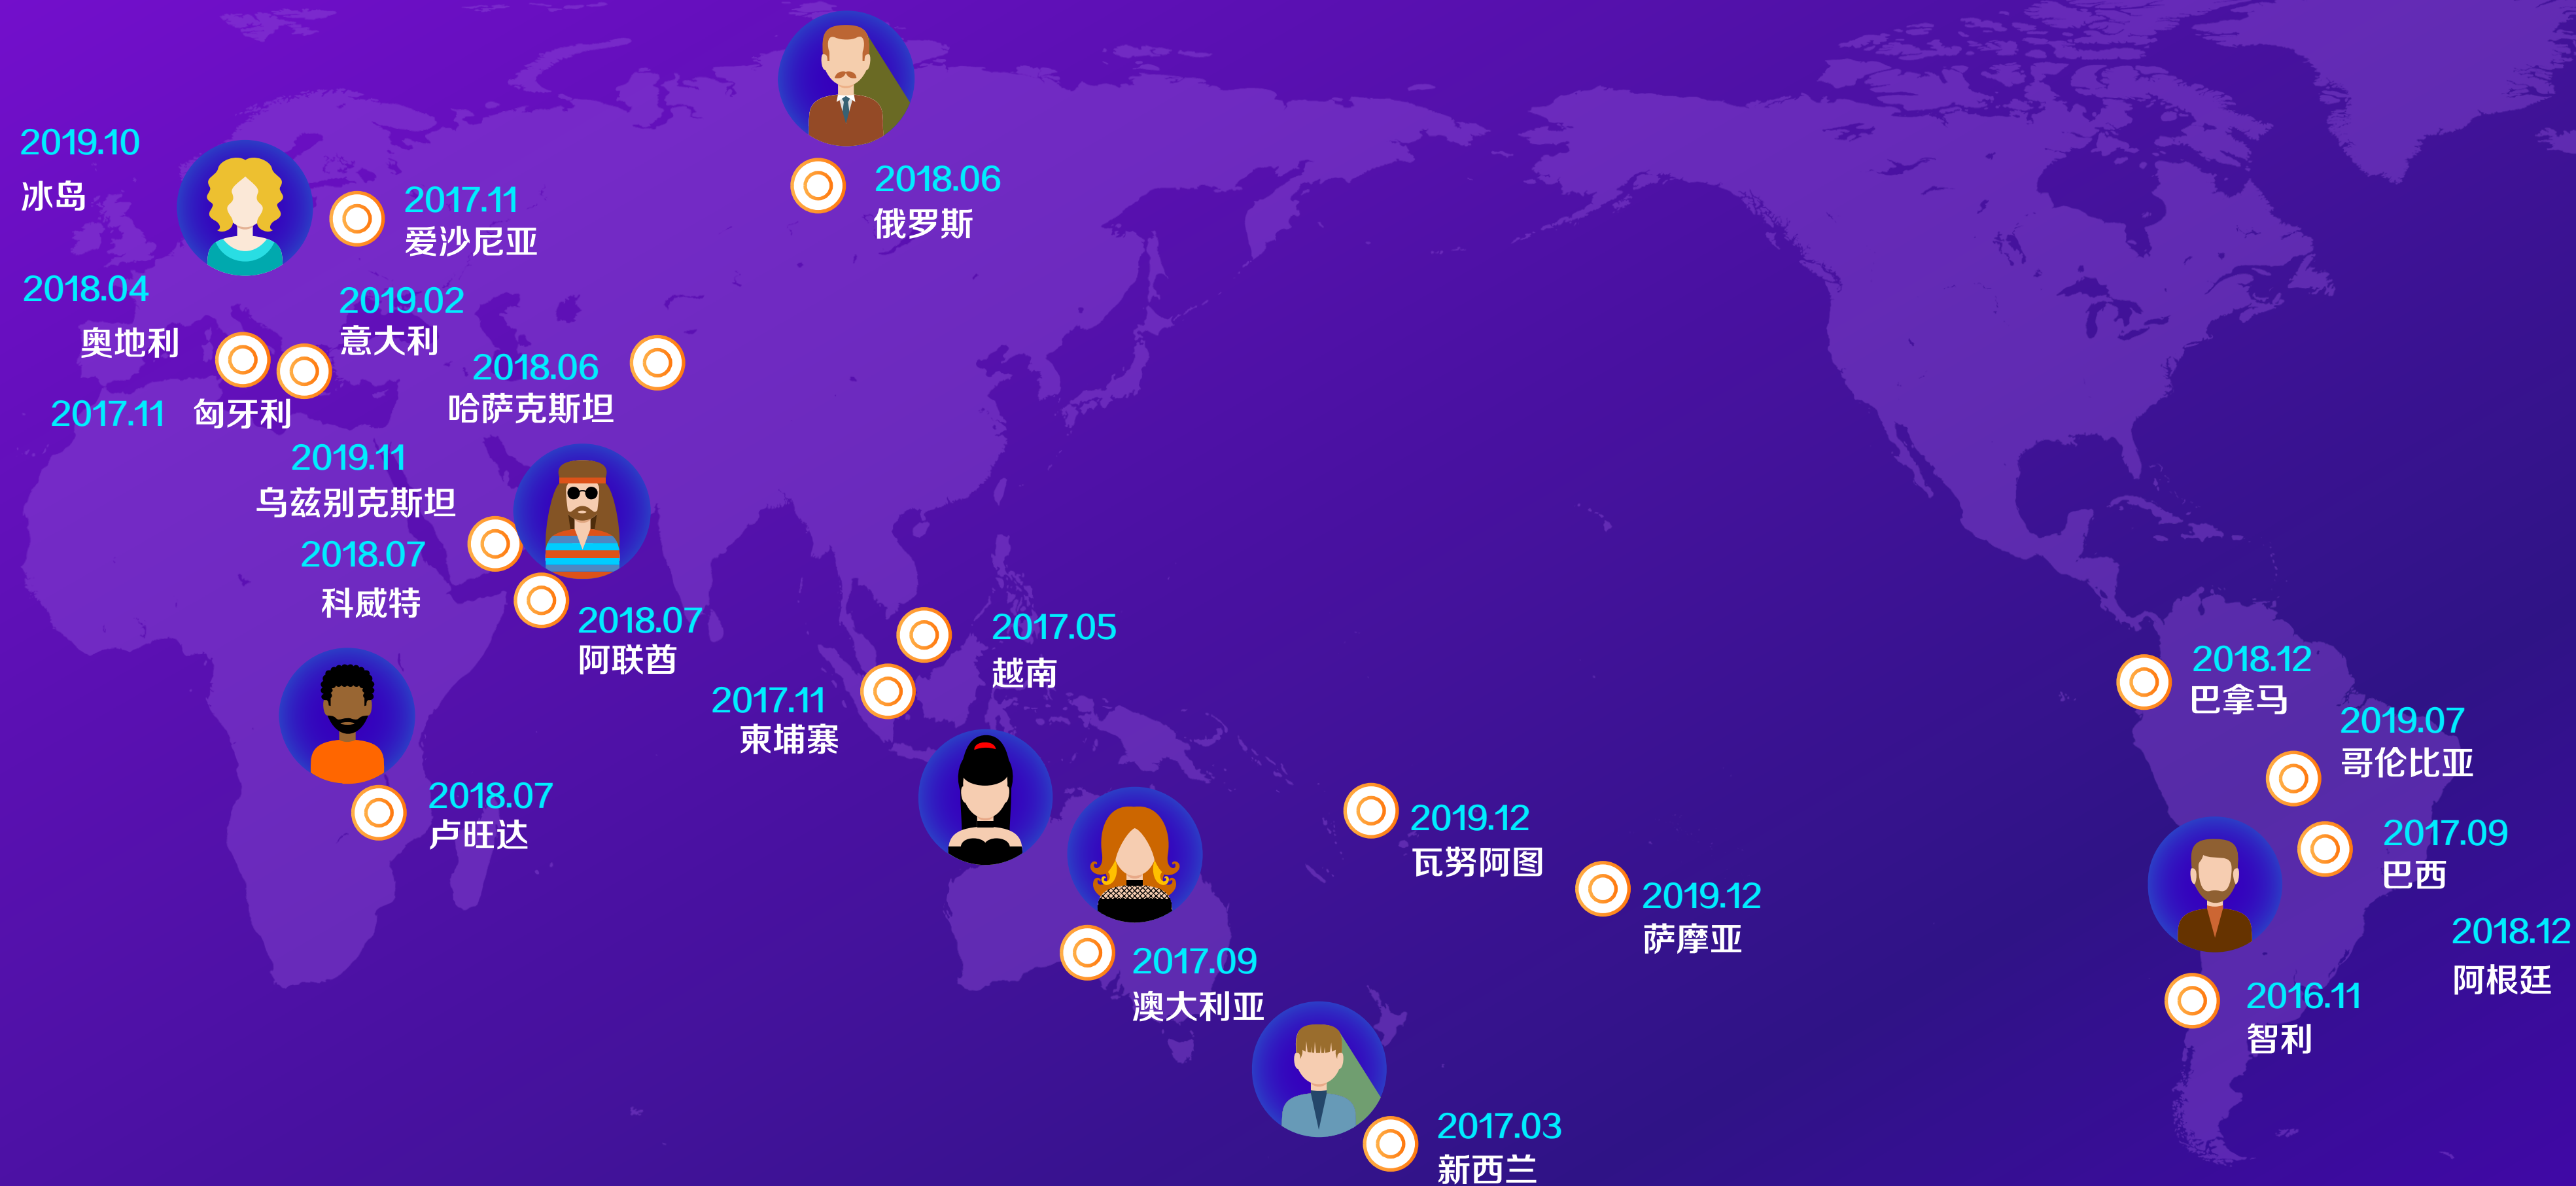 2019.10
冰岛
2017.11
爱沙尼亚
2018.06
俄罗斯
2018.04
奥地利
2019.02
意大利
2017.11
匈牙利
2018.06
哈萨克斯坦
2019.11
乌兹别克斯坦
2018.07
科威特
2018.07
阿联酋
2018.07
卢旺达
2017.05
越南
2017.11
柬埔寨
2019.12
瓦努阿图
2019.12
萨摩亚
2017.09
澳大利亚
2017.03
新西兰
2018.12
巴拿马
2019.07
哥伦比亚
2017.09
巴西
2018.12
阿根廷
2016.11
智利